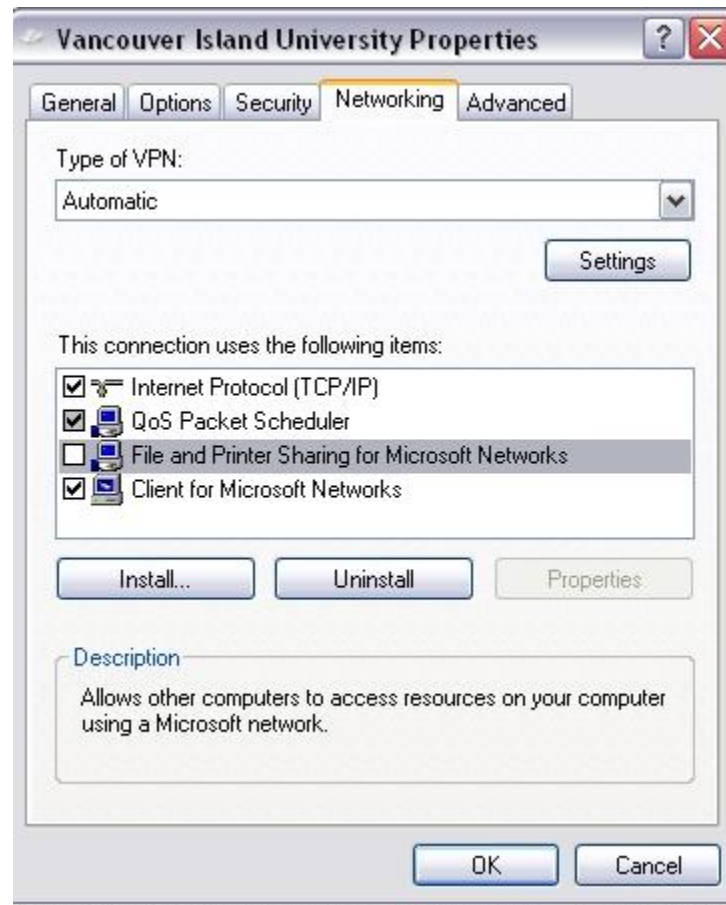 Vancouver Island University Properties
General Options Security Networking Advanced
Type of VPN:
Automatic
Settings
This connection uses the following items:
Internet Protocol (TCP/IP)
QoS Packet Scheduler
File and Printer Sharing for Microsoft Networks
Client for Microsoft Networks
Install... Uninstall Properties
Description
Allows other computers to access resources on your computer
using a Microsoft network.
OK Cancel